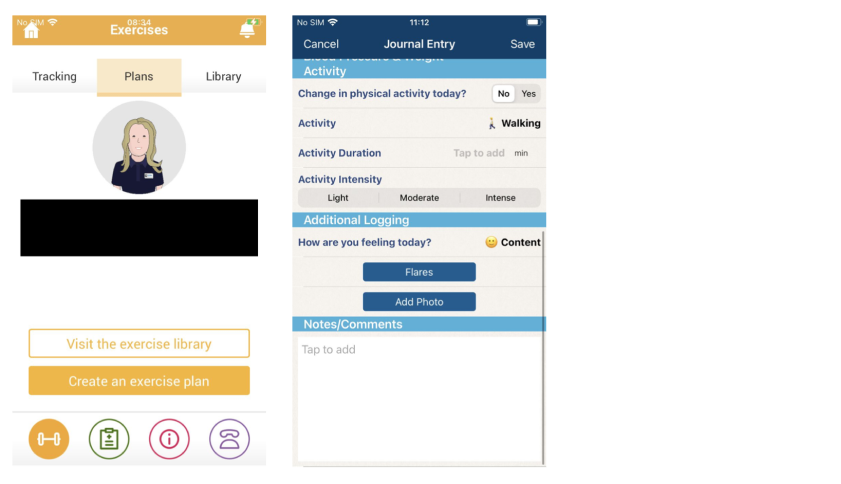 No SIM 08:34
Exercises
Tracking Plans Library
Visit the exercise library
Create an exercise plan
No SIM 11:12
Cancel Journal Entry Save
Blood Pressure & Weight
Activity
Change in physical activity today? No Yes
Activity Walking
Activity Duration Tap to add min
Activity Intensity
Light Moderate Intense
Additional Logging
How are you feeling today? Content
Flares
Add Photo
Notes/Comments
Tap to add